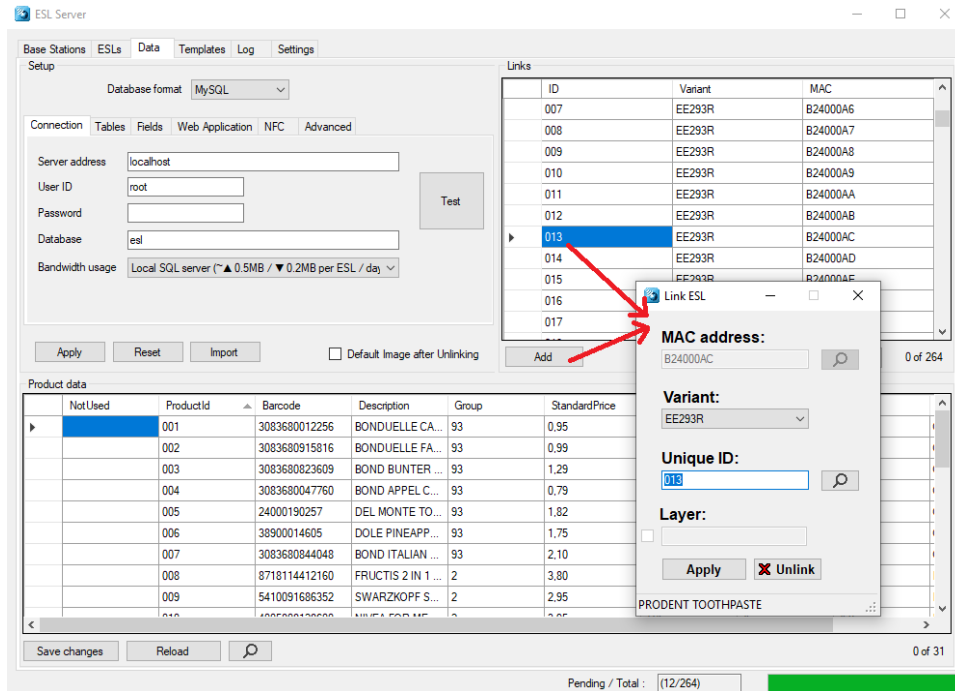 ESL Server
Base Stations ESLs Data Templates Log Settings
Setup
Database format MySQL
Connection Tables Fields Web Application NFC Advanced
Server address localhost
User ID root
Password
Test
Database esl
Bandwidth usage Local SQL server (~▲ 0.5MB / ▼ 0.2MB per ESL / day
Apply Reset Import Default Image after Unlinking
Links
ID Variant MAC
007 EE293R B24000A6
008 EE293R B24000A7
009 EE293R B24000A8
010 EE293R B24000A9
011 EE293R B24000AA
012 EE293R B24000AB
013 EE293R B24000AC
014 EE293R B24000AD
015 EE293R B24000AE
016
017
Add 0 of 264
Link ESL
MAC address:
B24000AC
Variant:
EE293R
Unique ID:
013
Layer:
Apply Unlink
PRODENT TOOTHPASTE
Product data
NotUsed ProductId Barcode Description Group StandardPrice
001 3083680012256 BONDUELLE CA... 93 0,95
002 3083680915816 BONDUELLE FA... 93 0,99
003 3083680823609 BOND BUNTER ... 93 1,29
004 3083680047760 BOND APPEL C... 93 0,79
005 24000190257 DEL MONTE TO... 93 1,82
006 38900014605 DOLE PINEAPP... 93 1,75
007 3083680844048 BOND ITALIAN ... 93 2,10
008 8718114412160 FRUCTIS 2 IN 1 ... 2 3,80
009 5410091686352 SWARZKOPF S... 2 2,95
Save changes Reload 0 of 31
Pending / Total : (12/264)